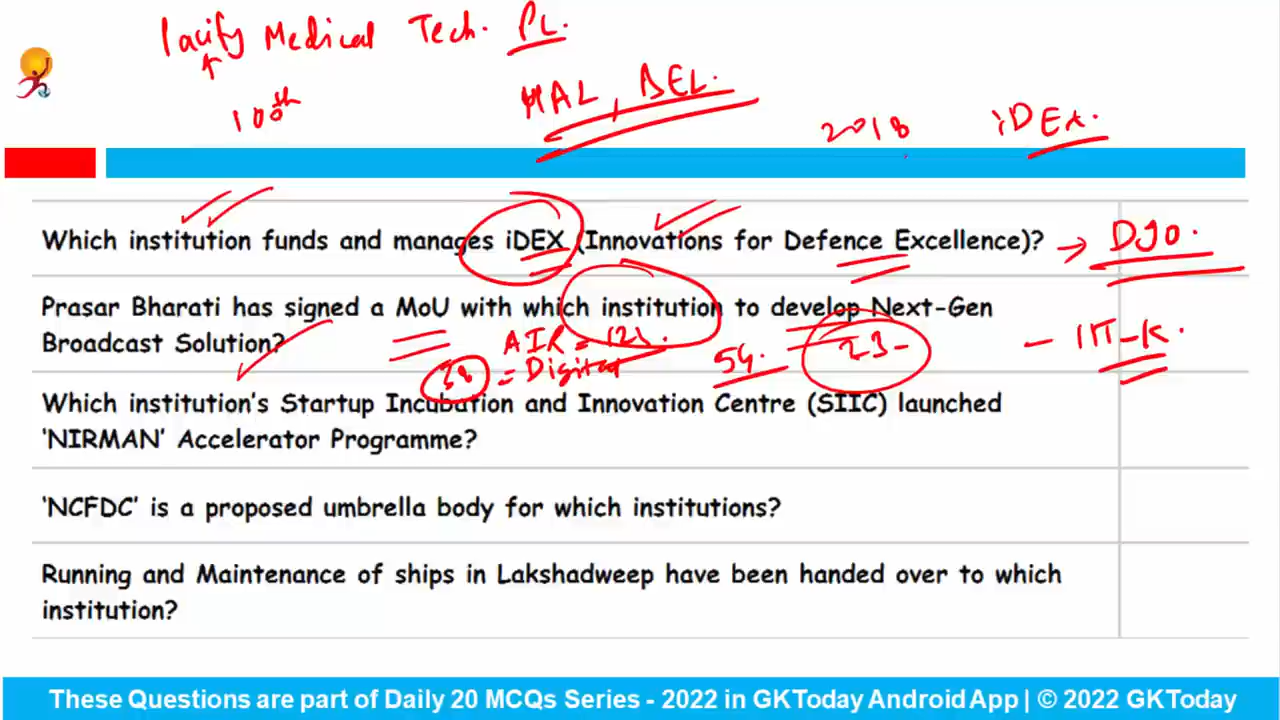 Pacify Medical Tech. PL.
100th
HAL, BEL.
2018
iDEX.
Which institution funds and manages iDEX (Innovations for Defence Excellence)?
→ DIO.
Prasar Bharati has signed a MoU with which institution to develop Next-Gen
Broadcast Solution?
AIR = 121.
38 = Digital
54.
23-
- IIT-K.
Which institution's Startup Incubation and Innovation Centre (SIIC) launched
'NIRMAN' Accelerator Programme?
'NCFDC' is a proposed umbrella body for which institutions?
Running and Maintenance of ships in Lakshadweep have been handed over to which
institution?
These Questions are part of Daily 20 MCQs Series - 2022 in GKToday Android App | © 2022 GKToday